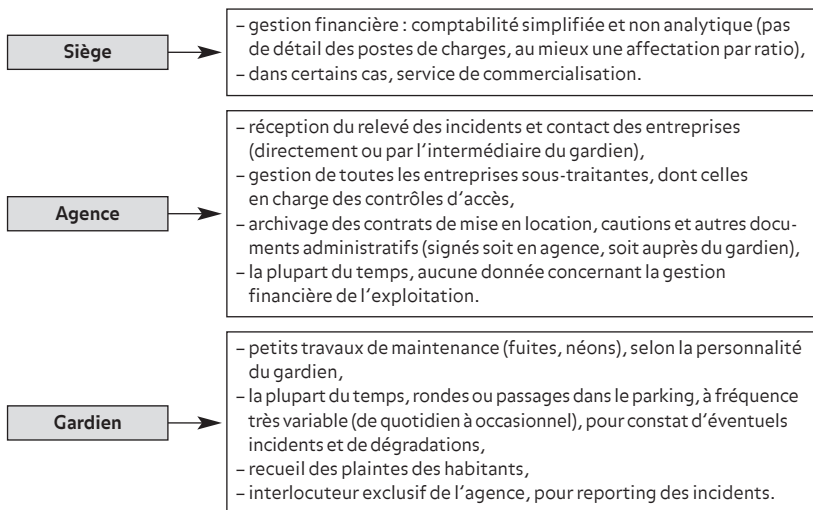 Siège
– gestion financière : comptabilité simplifiée et non analytique (pas
de détail des postes de charges, au mieux une affectation par ratio),
– dans certains cas, service de commercialisation.
Agence
– réception du relevé des incidents et contact des entreprises
(directement ou par l'intermédiaire du gardien),
– gestion de toutes les entreprises sous-traitantes, dont celles
en charge des contrôles d'accès,
– archivage des contrats de mise en location, cautions et autres docu-
ments administratifs (signés soit en agence, soit auprès du gardien),
– la plupart du temps, aucune donnée concernant la gestion
financière de l'exploitation.
Gardien
– petits travaux de maintenance (fuites, néons), selon la personnalité
du gardien,
– la plupart du temps, rondes ou passages dans le parking, à fréquence
très variable (de quotidien à occasionnel), pour constat d'éventuels
incidents et de dégradations,
– recueil des plaintes des habitants,
– interlocuteur exclusif de l'agence, pour reporting des incidents.